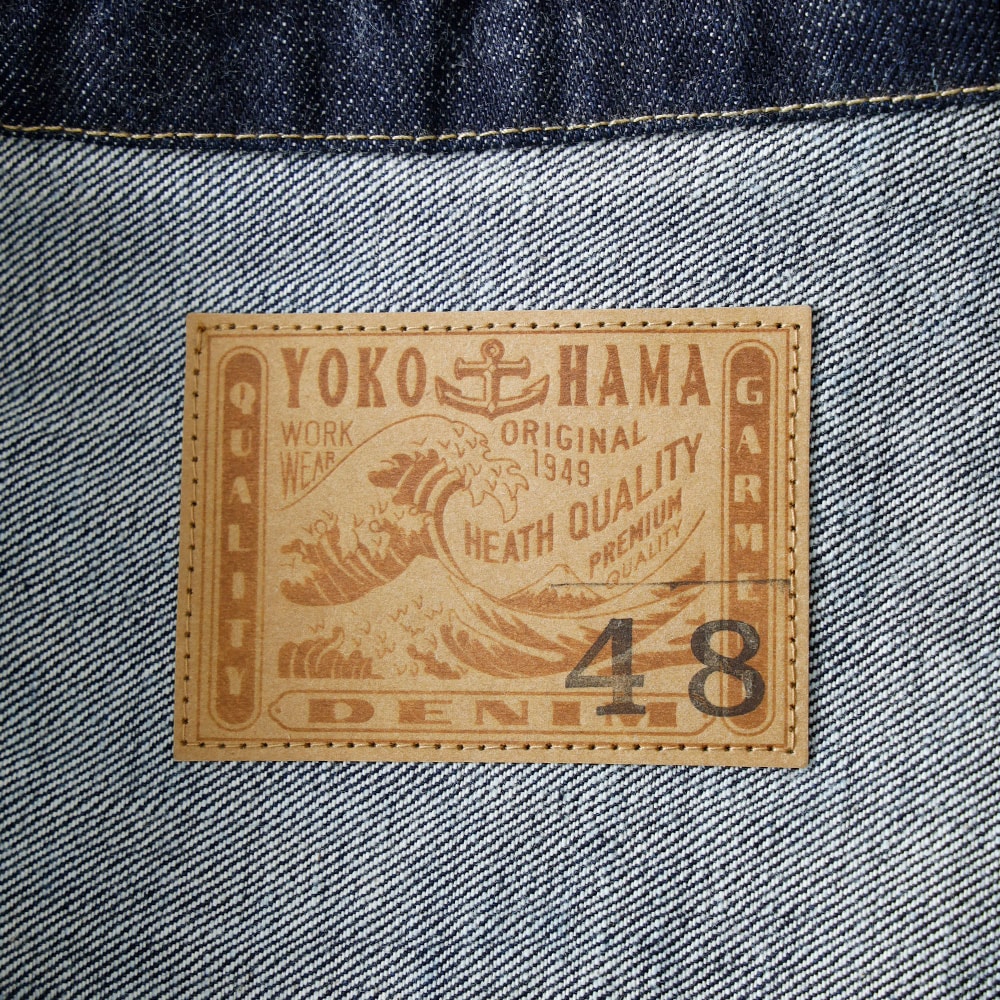 YOKO HAMA
WORK
WEAR
ORIGINAL
1949
HEATH QUALITY
PREMIUM
QUALITY
QUALITY
GARME
48
DENIM